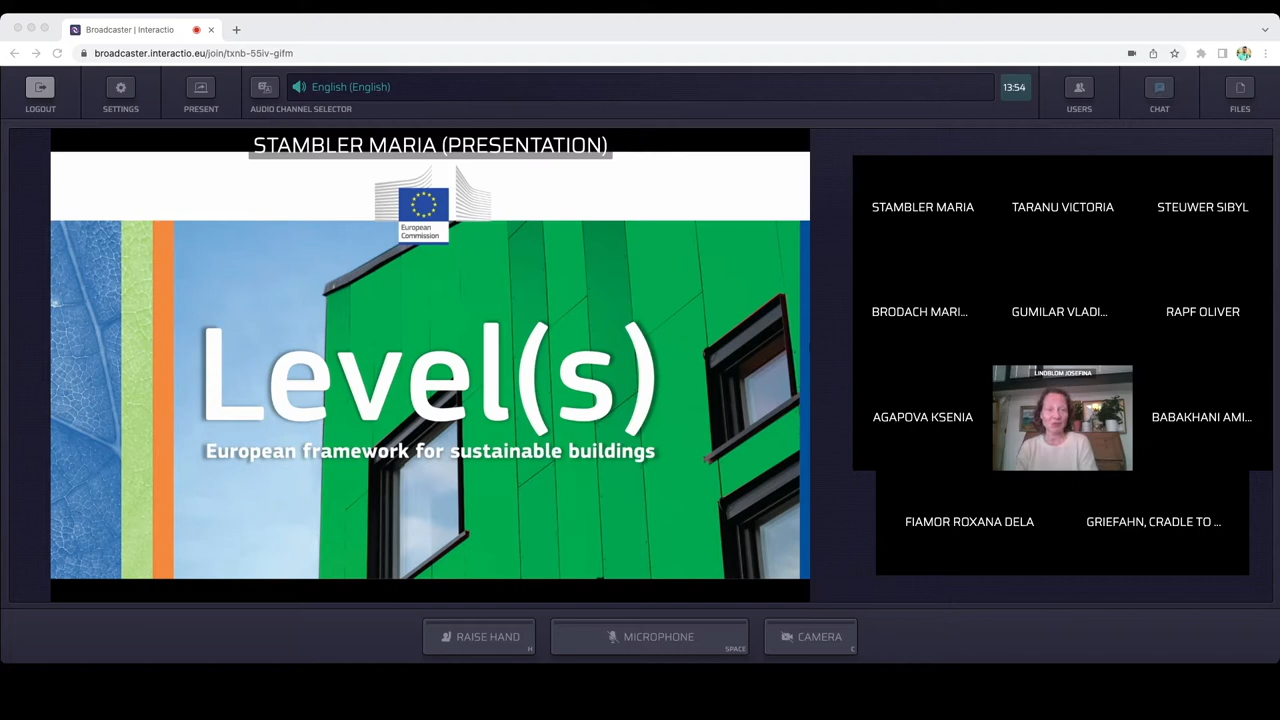 Broadcaster | Interactio
broadcaster.interactio.eu/join/txnb-55iv-gifm
LOGOUT
SETTINGS
PRESENT
AUDIO CHANNEL SELECTOR
English (English)
13:54
USERS
CHAT
FILES
STAMBLER MARIA (PRESENTATION)
European
Commission
Level(s)
European framework for sustainable buildings
STAMBLER MARIA
TARANU VICTORIA
STEUWER SIBYL
BRODACH MARI...
GUMILAR VLADI...
RAPF OLIVER
AGAPOVA KSENIA
LINDBLOM JOSEFINA
BABAKHANI AMI...
FIAMOR ROXANA DELA
GRIEFAHN, CRADLE TO ...
RAISE HAND
H
MICROPHONE
SPACE
CAMERA
C